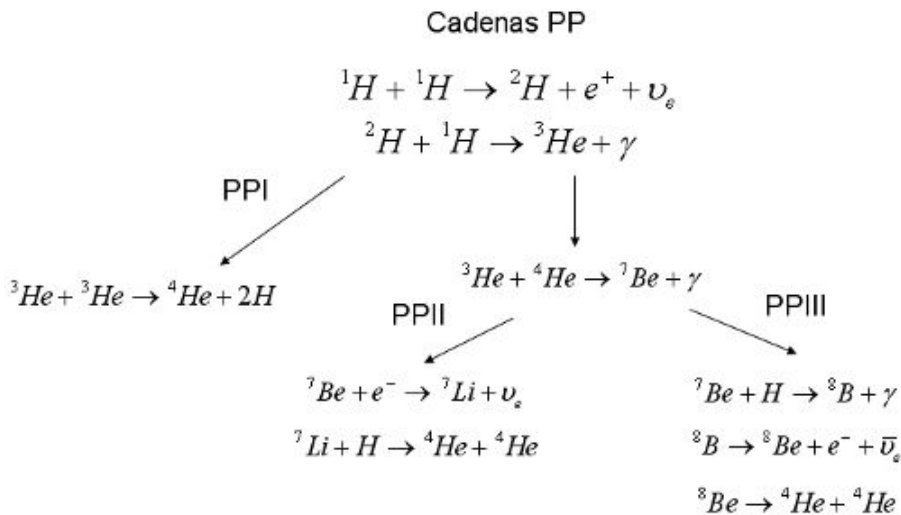 Cadenas PP
¹H + ¹H → ²H + e⁺ + υₑ
²H + ¹H → ³He + γ
PPI
³He + ³He → ⁴He + 2H
³He + ⁴He → ⁷Be + γ
PPII
⁷Be + e⁻ → ⁷Li + υₑ
⁷Li + H → ⁴He + ⁴He
PPIII
⁷Be + H → ⁸B + γ
⁸B → ⁸Be + e⁻ + ῡₑ
⁸Be → ⁴He + ⁴He